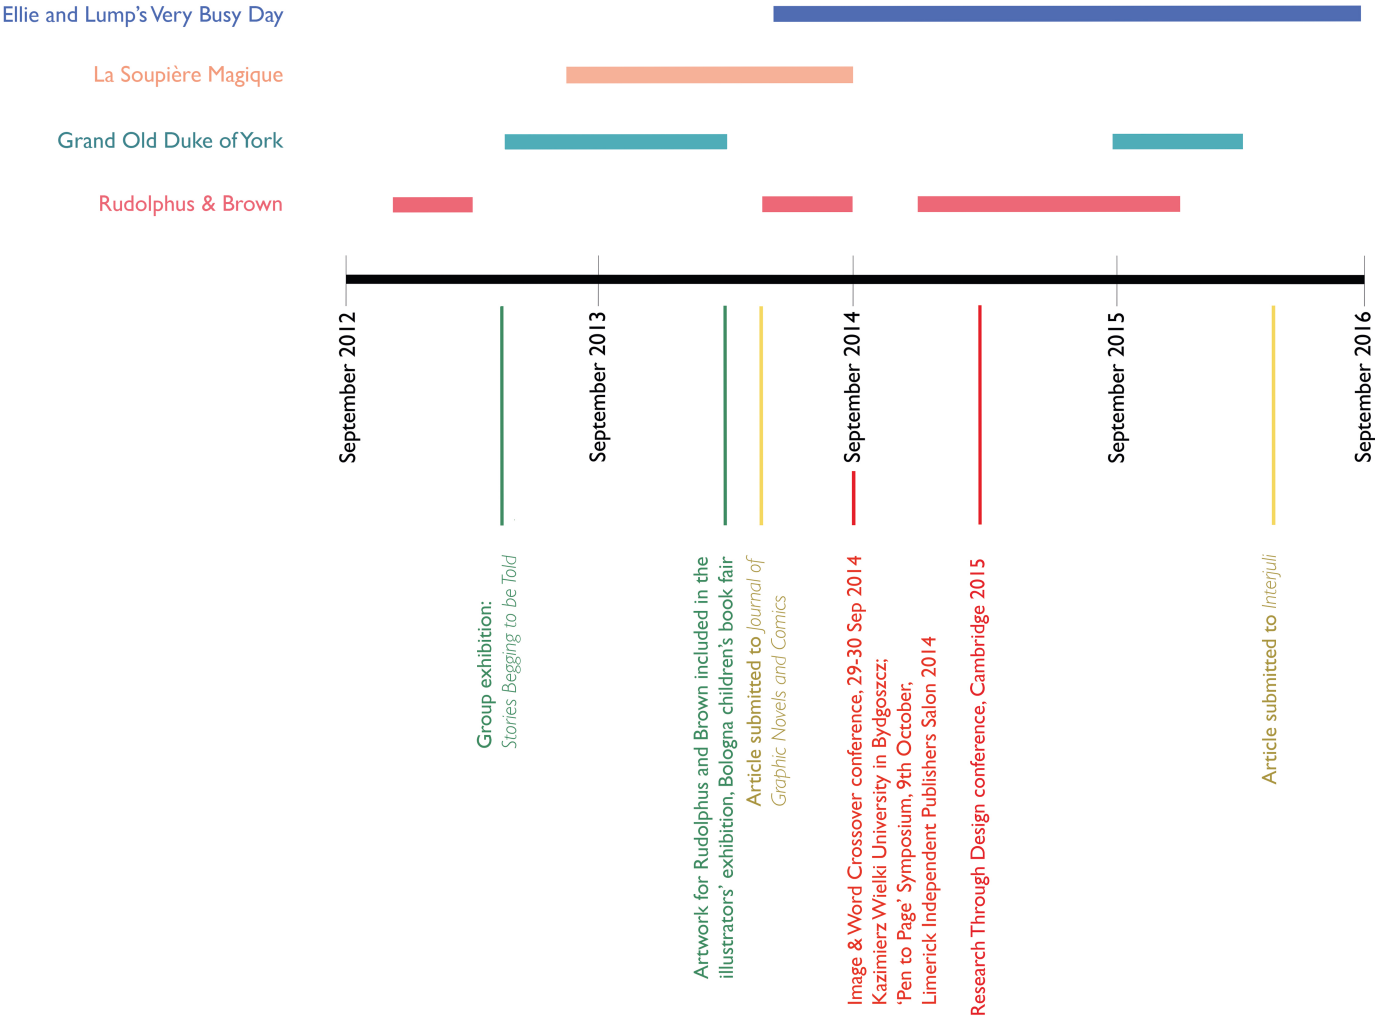 Ellie and Lump's Very Busy Day
La Soupière Magique
Grand Old Duke of York
Rudolphus & Brown
September 2012
September 2013
September 2014
September 2015
September 2016
Group exhibition:
Stories Begging to be Told
Artwork for Rudolphus and Brown included in the
illustrators' exhibition, Bologna children's book fair
Article submitted to Journal of
Graphic Novels and Comics
Image & Word Crossover conference, 29-30 Sep 2014
Kazimierz Wielki University in Bydgoszcz;
'Pen to Page' Symposium, 9th October,
Limerick Independent Publishers Salon 2014
Research Through Design conference, Cambridge 2015
Article submitted to Interjuli